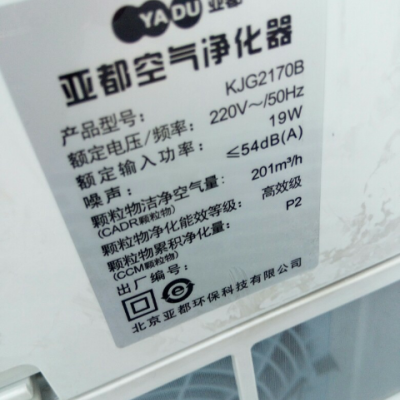 YADU亚都
亚都空气净化器
产品型号： KJG2170B
额定电压/频率： 220V～/50Hz
额定输入功率： 19W
噪声： ≤54dB(A)
颗粒物洁净空气量： 201m³/h
(CADR颗粒物)
颗粒物净化能效等级： 高效级
颗粒物累积净化量： P2
(CCM颗粒物)
出厂编号：
北京亚都环保科技有限公司